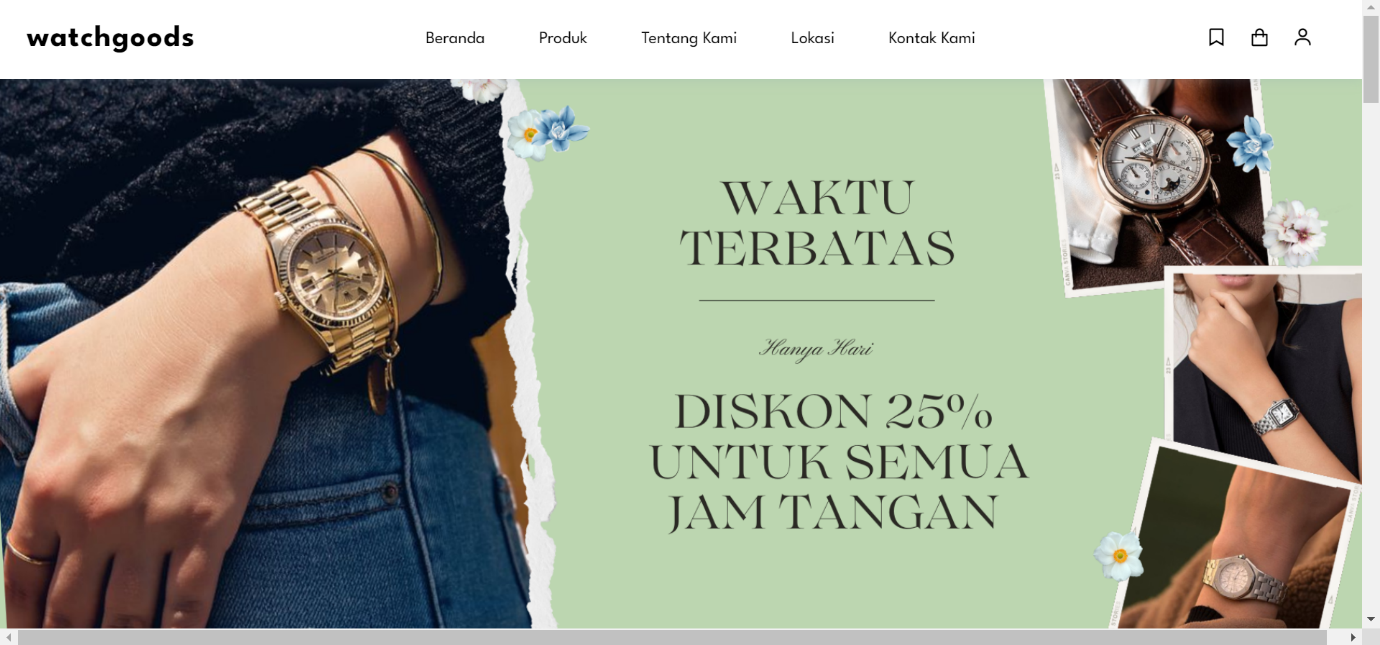 watchgoods
Beranda
Produk
Tentang Kami
Lokasi
Kontak Kami
WAKTU
TERBATAS
Hanya Hari
DISKON 25%
UNTUK SEMUA
JAM TANGAN